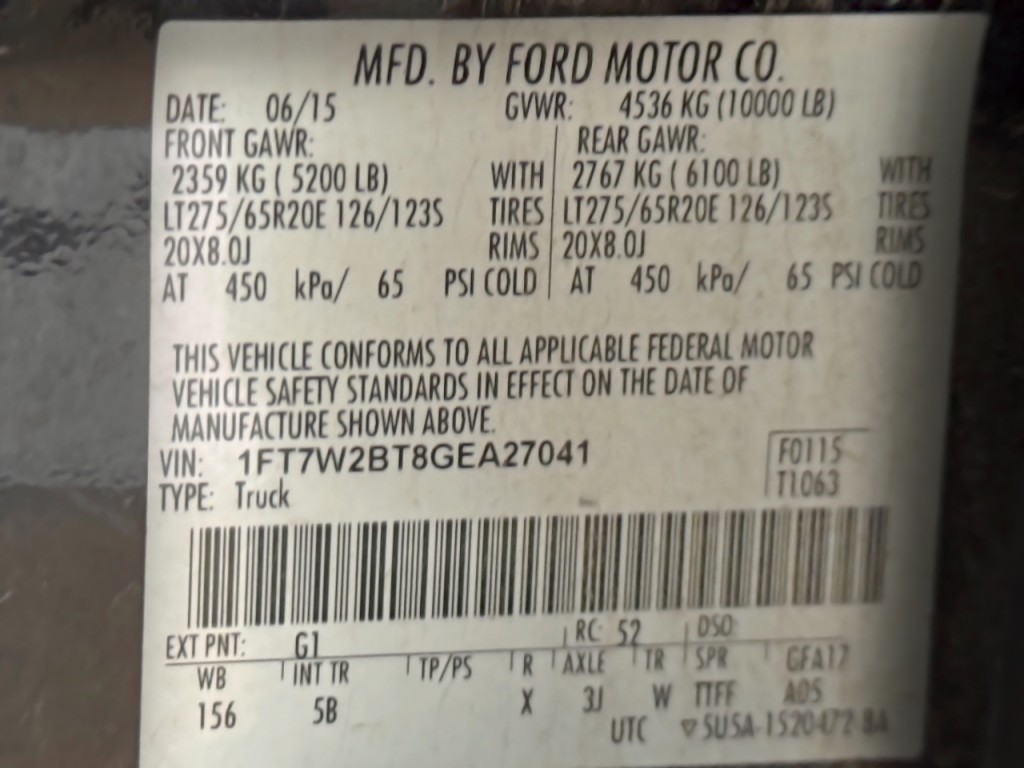 MFD. BY FORD MOTOR CO.
DATE: 06/15 GVWR: 4536 KG (10000 LB)
FRONT GAWR: REAR GAWR:
2359 KG ( 5200 LB) WITH 2767 KG ( 6100 LB) WITH
LT275/65R20E 126/123S TIRES LT275/65R20E 126/123S TIRES
20X8.0J RIMS 20X8.0J RIMS
AT 450 kPa/ 65 PSI COLD AT 450 kPa/ 65 PSI COLD
THIS VEHICLE CONFORMS TO ALL APPLICABLE FEDERAL MOTOR
VEHICLE SAFETY STANDARDS IN EFFECT ON THE DATE OF
MANUFACTURE SHOWN ABOVE.
VIN: 1FT7W2BT8GEA27041 F0115
TYPE: Truck T1063
EXT PNT: G1 RC: 52 DSO:
WB INT TR TP/PS R AXLE TR SPR GFA17
156 5B X 3J W TTFF A05
UTC ▽5USA-1520472-BA